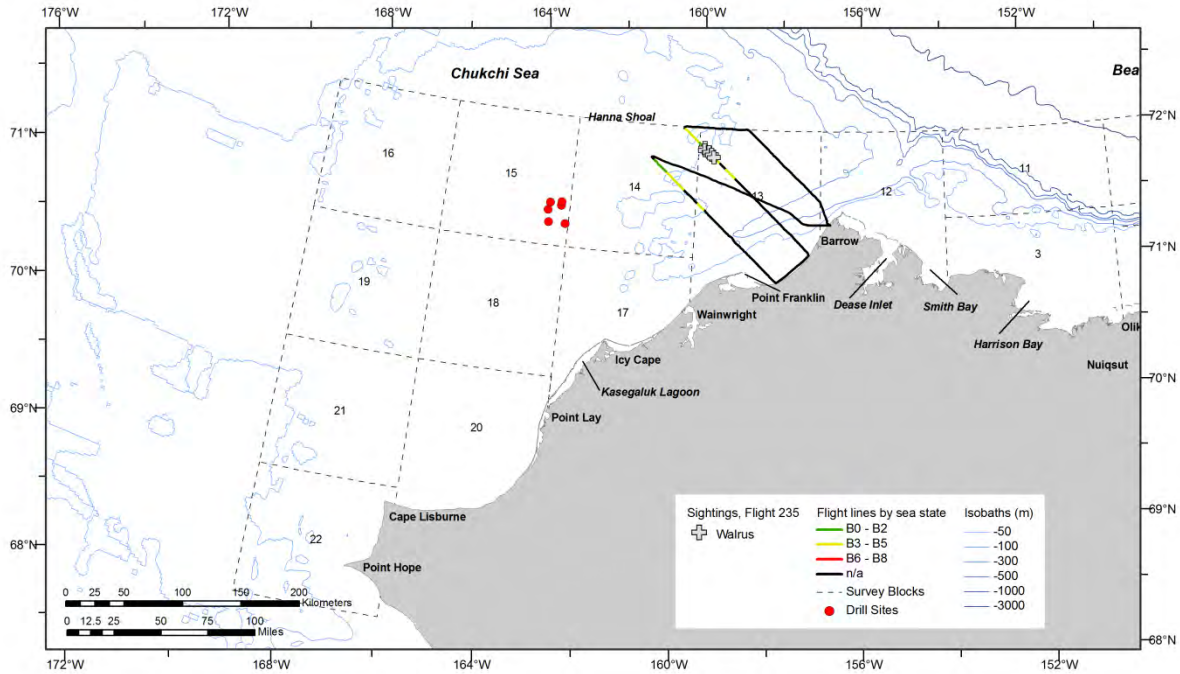 176°W 172°W 168°W 164°W 160°W 156°W 152°W
Chukchi Sea
Bea
72°N
71°N
Hanna Shoal
16
15
14
13
12
11
71°N
Barrow
3
70°N
19
18
17
Point Franklin
Dease Inlet
Smith Bay
Wainwright
Harrison Bay
Olik
Icy Cape
Nuiqsut
Kasegaluk Lagoon
70°N
69°N
21
20
Point Lay
69°N
Cape Lisburne
68°N
22
Point Hope
Sightings, Flight 235
Walrus
Flight lines by sea state
B0 - B2
B3 - B5
B6 - B8
n/a
Survey Blocks
Drill Sites
Isobaths (m)
-50
-100
-300
-500
-1000
-3000
0 25 50 100 150 200
Kilometers
0 12.5 25 50 75 100
Miles
68°N
172°W 168°W 164°W 160°W 156°W 152°W